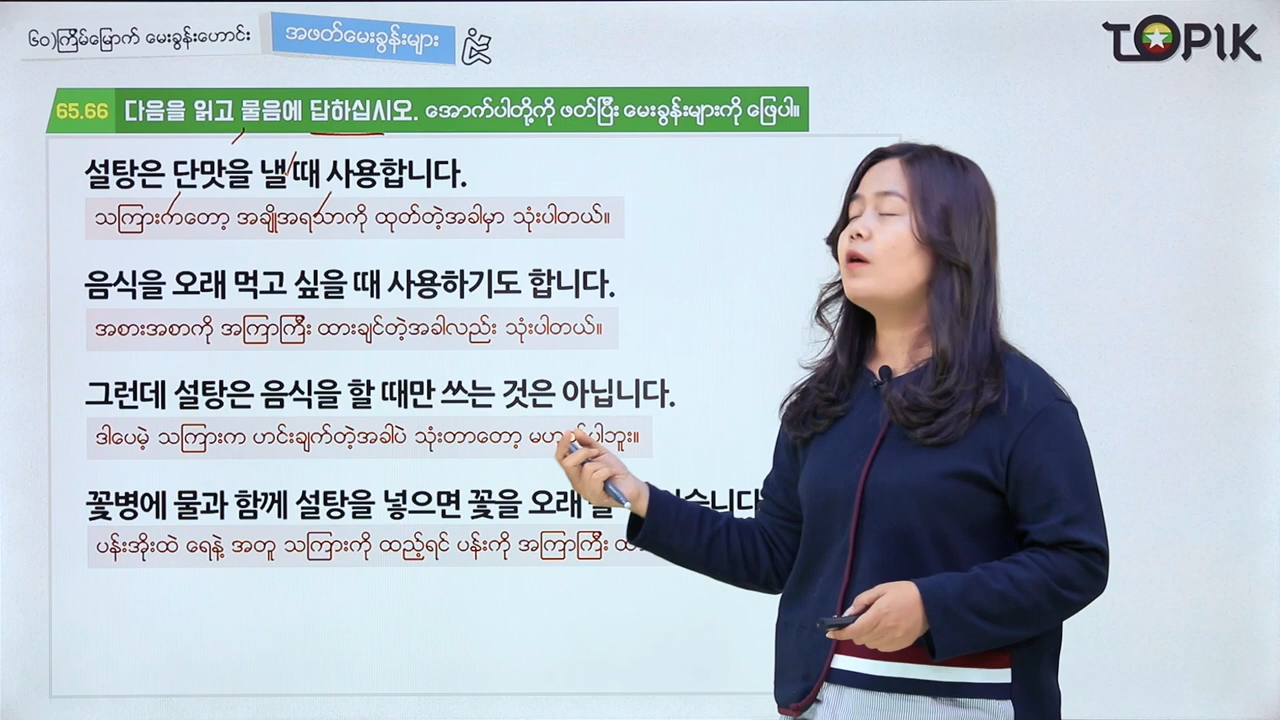 ၆၀)ကြိမ်မြောက် မေးခွန်းဟောင်း
အဖတ်မေးခွန်းများ
TOPIK
65.66 다음을 읽고 물음에 답하십시오. အောက်ပါတို့ကို ဖတ်ပြီး မေးခွန်းများကို ဖြေပါ။
설탕은 단맛을 낼 때 사용합니다.
သကြားကတော့ အချိုအရသာကို ထုတ်တဲ့အခါမှာ သုံးပါတယ်။
음식을 오래 먹고 싶을 때 사용하기도 합니다.
အစားအစာကို အကြာကြီး ထားချင်တဲ့အခါလည်း သုံးပါတယ်။
그런데 설탕은 음식을 할 때만 쓰는 것은 아닙니다.
ဒါပေမဲ့ သကြားက ဟင်းချက်တဲ့အခါပဲ သုံးတာတော့
꽃병에 물과 함께 설탕을 넣으면 꽃을 오래
ပန်းအိုးထဲ ရေနဲ့ အတူ သကြားကို ထည့်ရင် ပန်းကို အကြာကြီး